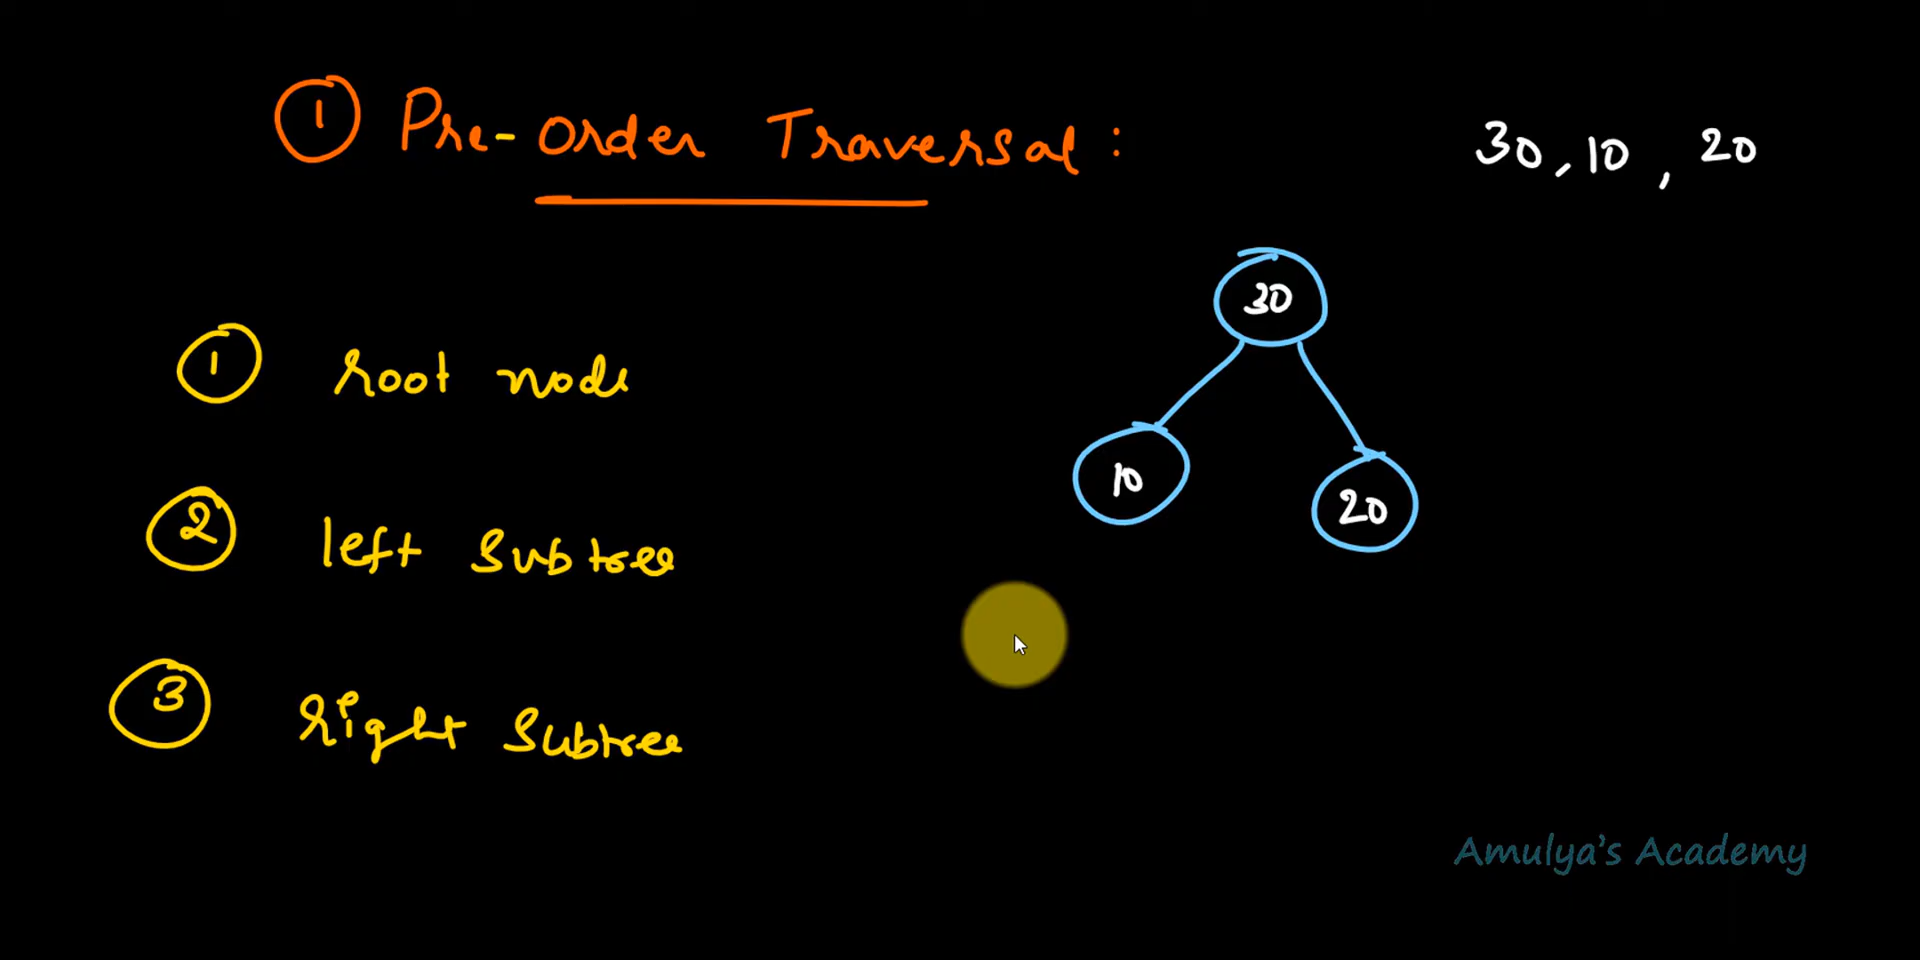 1 Pre-Order Traversal :
30, 10, 20
30
1 root node
10
20
2 left subtree
3 right subtree
Amulya's Academy